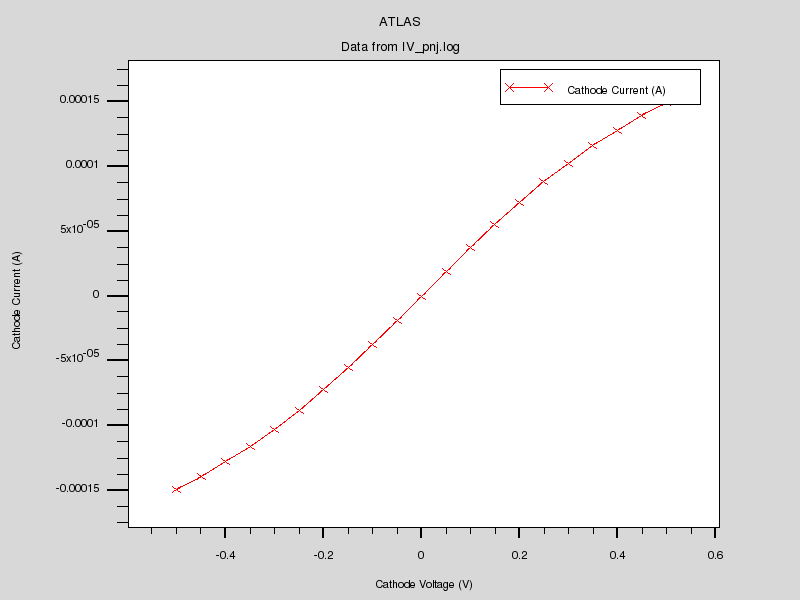 ATLAS
Data from IV_pnj.log
Cathode Current (A)
0.00015
0.0001
5x10-05
0
-5x10-05
-0.0001
-0.00015
Cathode Current (A)
-0.4
-0.2
0
0.2
0.4
0.6
Cathode Voltage (V)